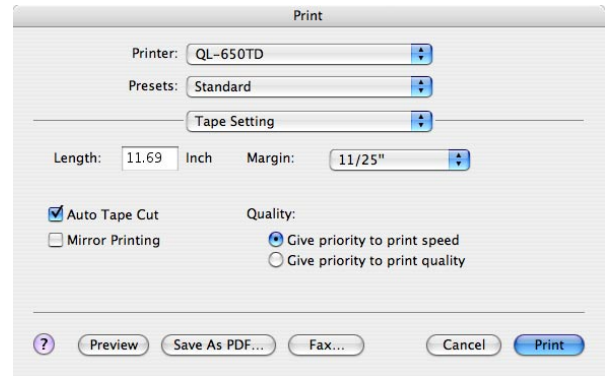 Print
Printer: QL-650TD
Presets: Standard
Tape Setting
Length: 11.69 Inch Margin: 11/25"
Auto Tape Cut Quality:
Mirror Printing Give priority to print speed
Give priority to print quality
? Preview Save As PDF... Fax... Cancel Print